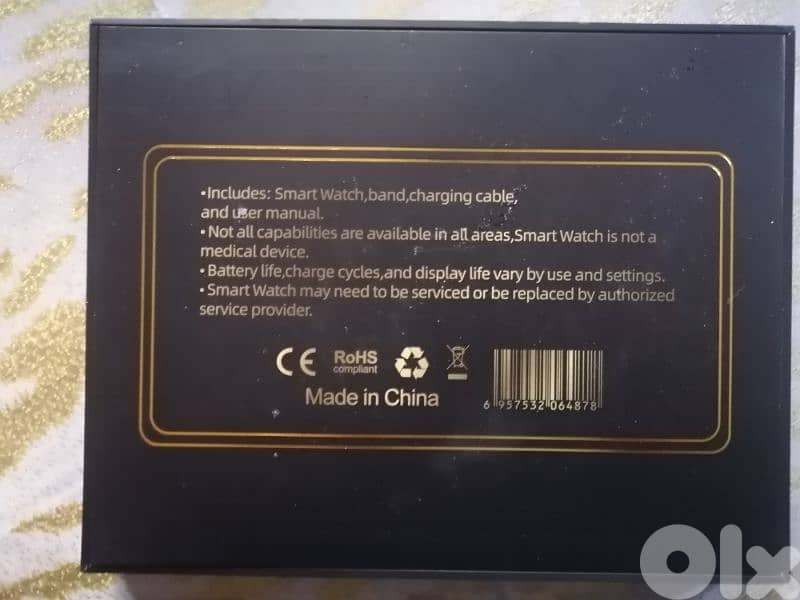 •Includes: Smart Watch,band,charging cable,
and user manual.
• Not all capabilities are available in all areas,Smart Watch is not a
medical device.
• Battery life,charge cycles,and display life vary by use and settings.
• Smart Watch may need to be serviced or be replaced by authorized
service provider.
CE RoHS
compliant
Made in China
6 957532 064878
Olx